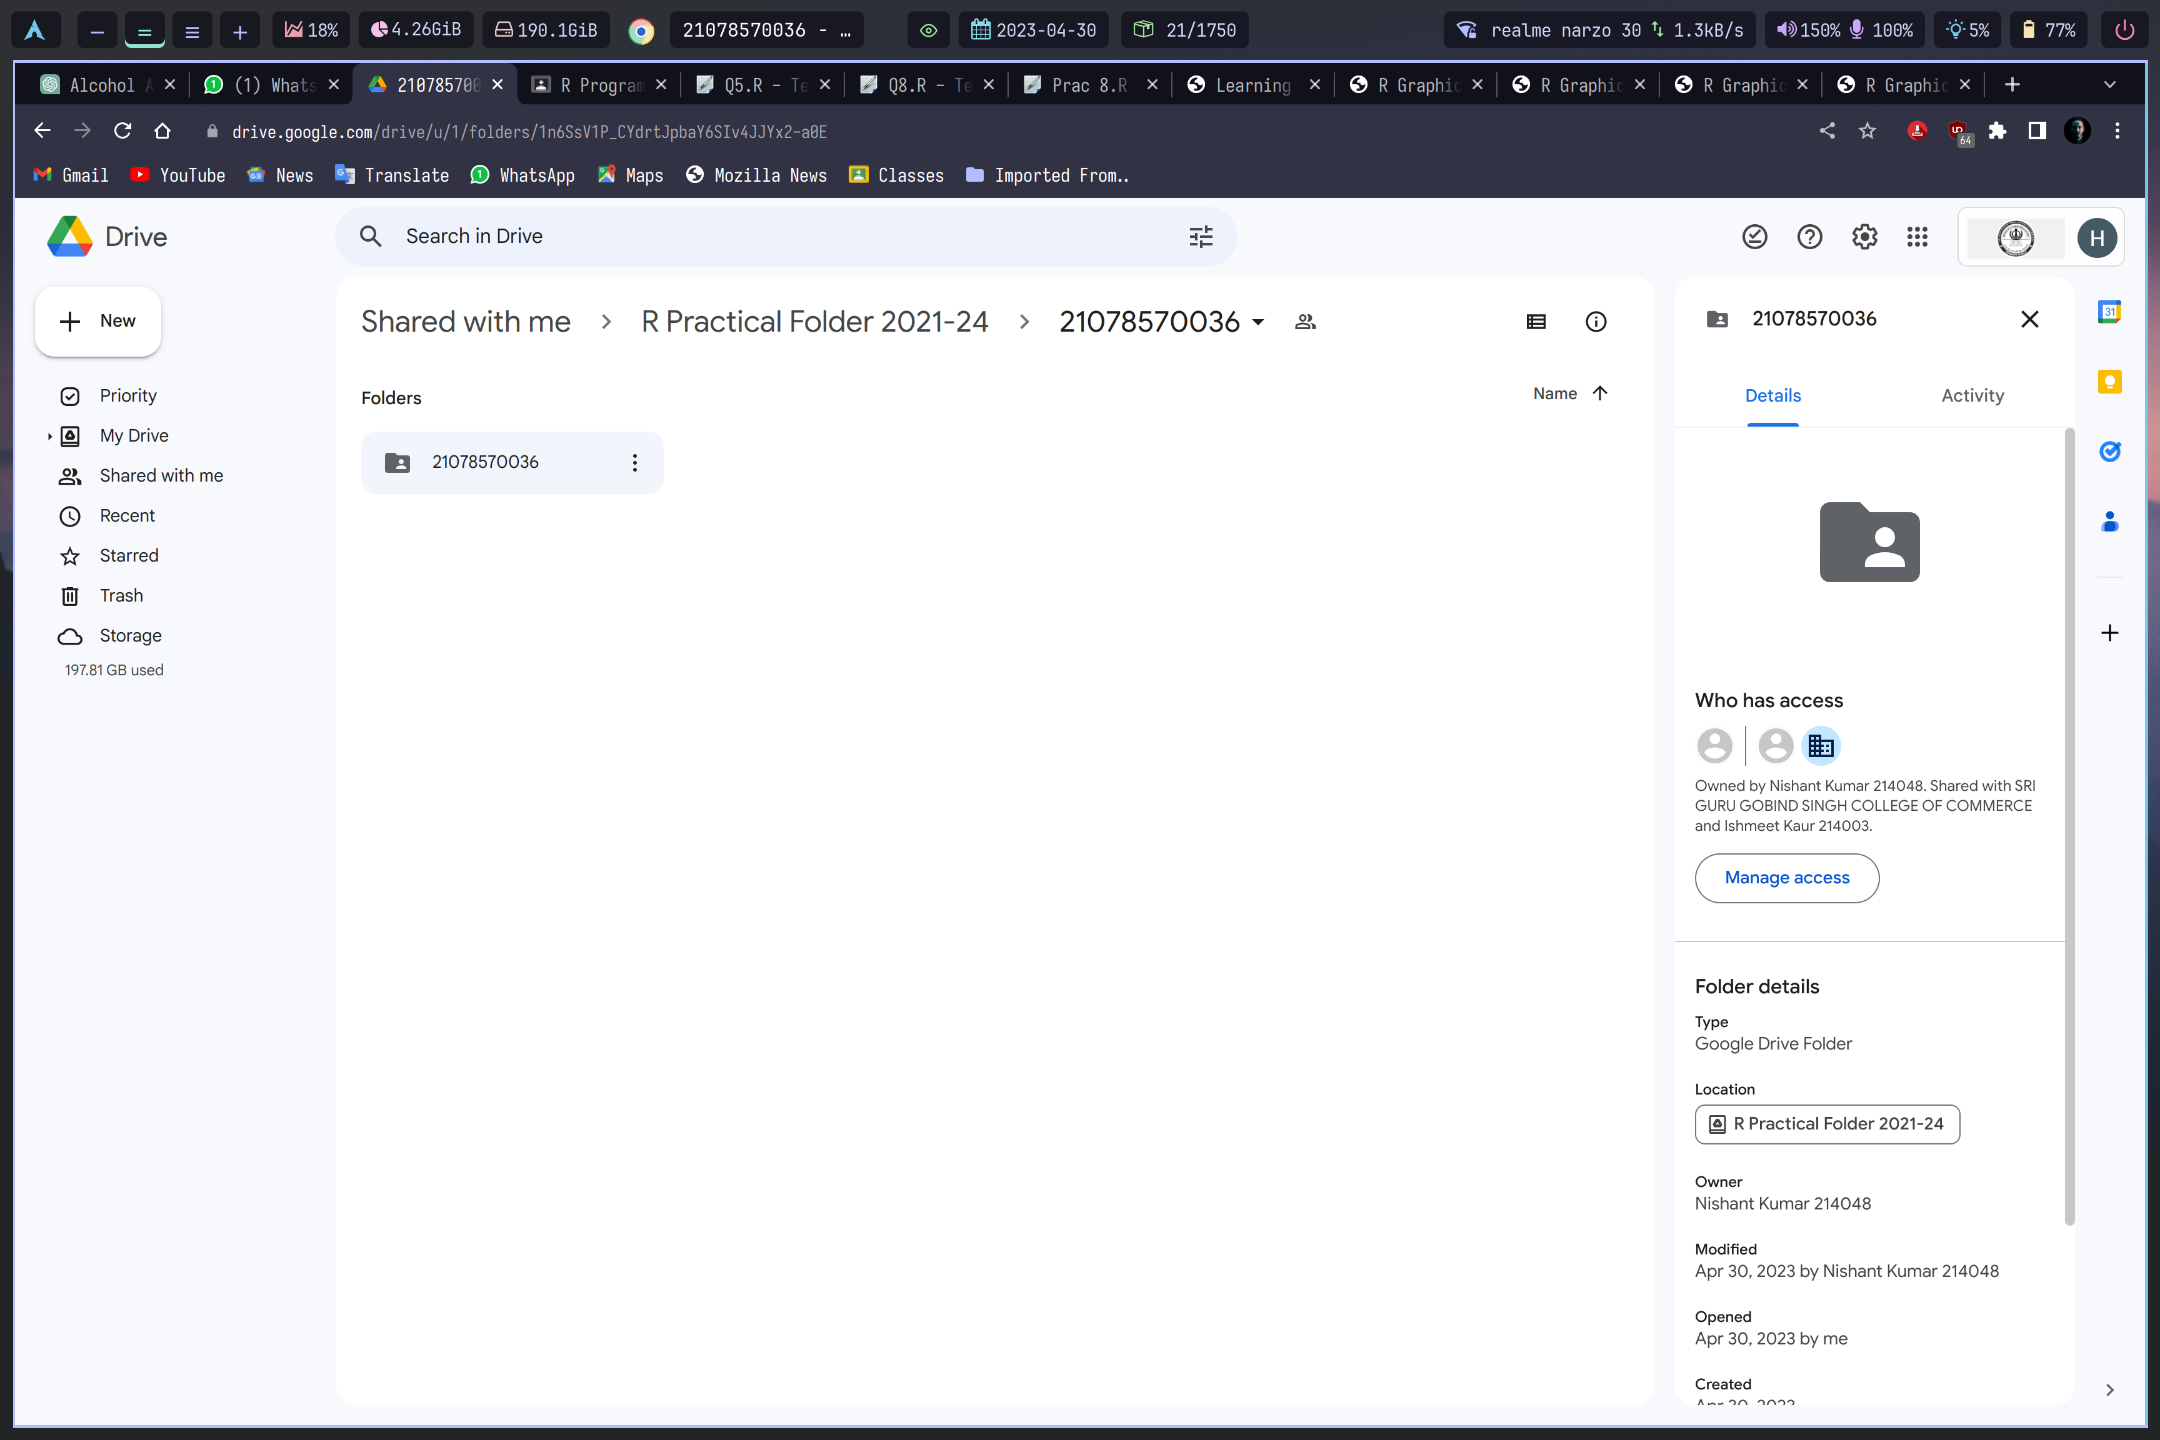 18% 4.26GiB 190.1GiB 21078570036 - … 2023-04-30 21/1750 realme narzo 30 1.3kB/s 150% 100% 5% 77%
Alcohol A (1) Whats 210785700 R Program Q5.R - Te Q8.R - Te Prac 8.R Learning R Graphic R Graphic R Graphic R Graphic
drive.google.com/drive/u/1/folders/1n6SsV1P_CYdrtJpbaY6SIv4JJYx2-a0E
64
Gmail YouTube News Translate WhatsApp Maps Mozilla News Classes Imported From..
Drive
Search in Drive
H
New
Priority
My Drive
Shared with me
Recent
Starred
Trash
Storage
197.81 GB used
Shared with me > R Practical Folder 2021-24 > 21078570036
Folders
Name
21078570036
21078570036
Details Activity
Who has access
Owned by Nishant Kumar 214048. Shared with SRI
GURU GOBIND SINGH COLLEGE OF COMMERCE
and Ishmeet Kaur 214003.
Manage access
Folder details
Type
Google Drive Folder
Location
R Practical Folder 2021-24
Owner
Nishant Kumar 214048
Modified
Apr 30, 2023 by Nishant Kumar 214048
Opened
Apr 30, 2023 by me
Created
Apr 30, 2023
31